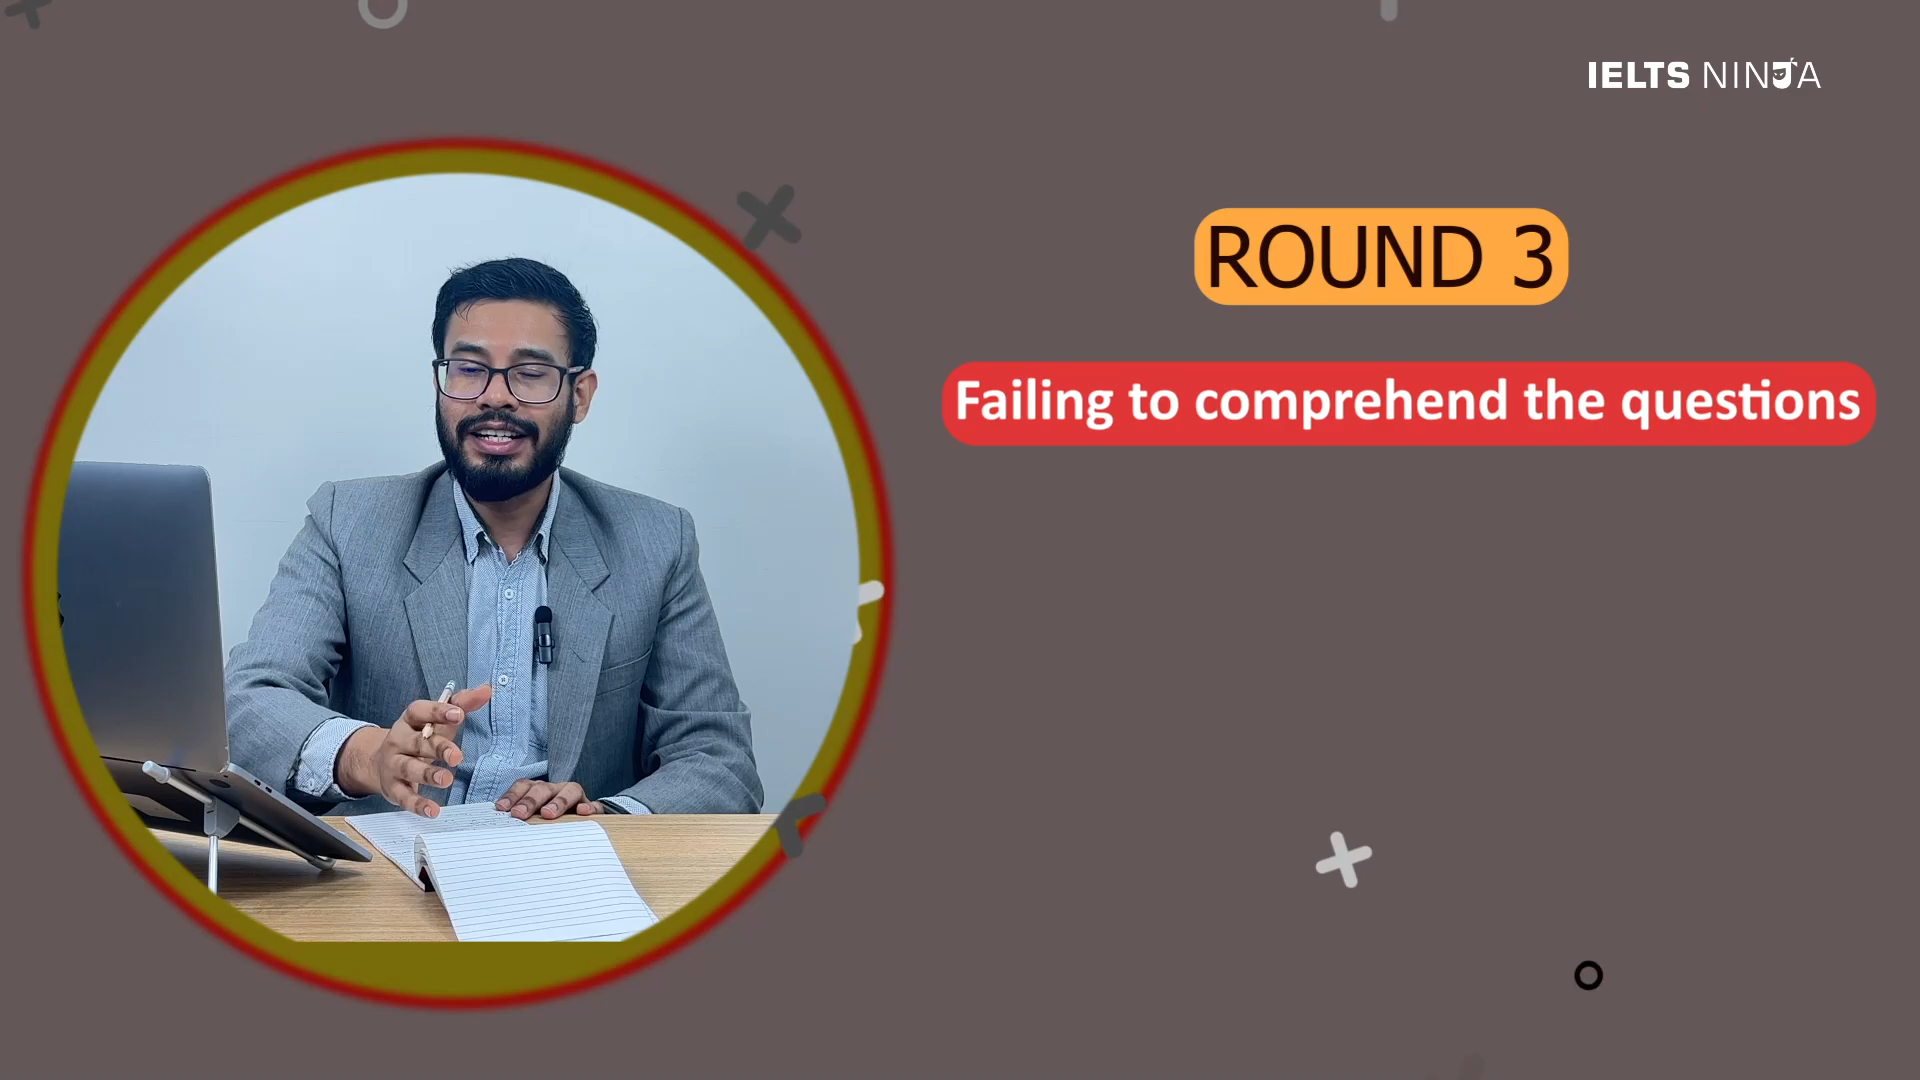 IELTS NINJA
ROUND 3
Failing to comprehend the questions